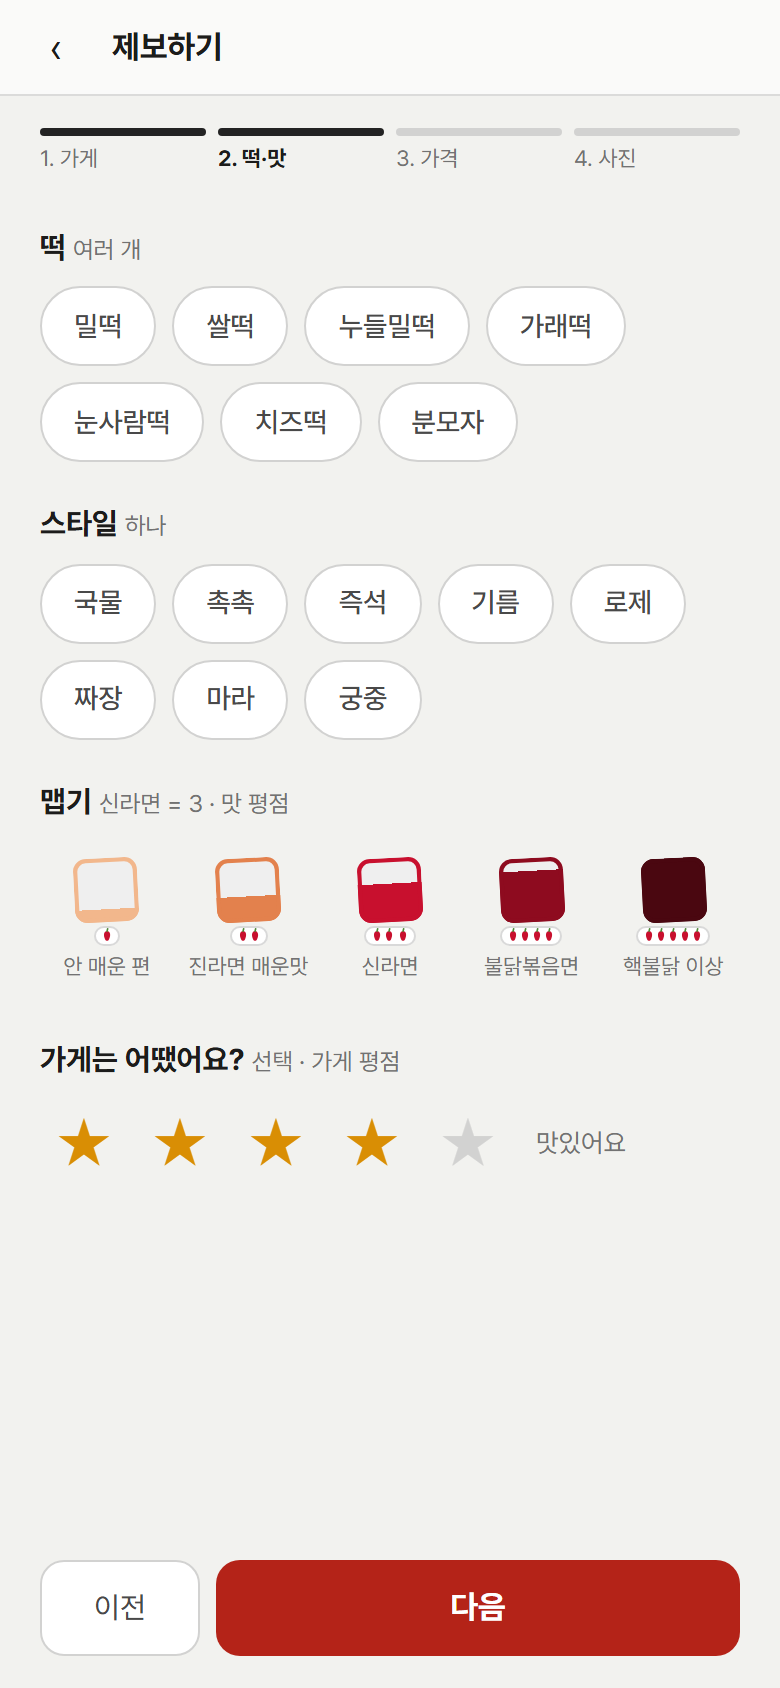 ‹ 제보하기
1. 가게 2. 떡·맛 3. 가격 4. 사진
떡 여러 개
밀떡 쌀떡 누들밀떡 가래떡
눈사람떡 치즈떡 분모자
스타일 하나
국물 촉촉 즉석 기름 로제
짜장 마라 궁중
맵기 신라면 = 3 · 맛 평점
안 매운 편 진라면 매운맛 신라면 불닭볶음면 핵불닭 이상
가게는 어땠어요? 선택 · 가게 평점
맛있어요
이전 다음